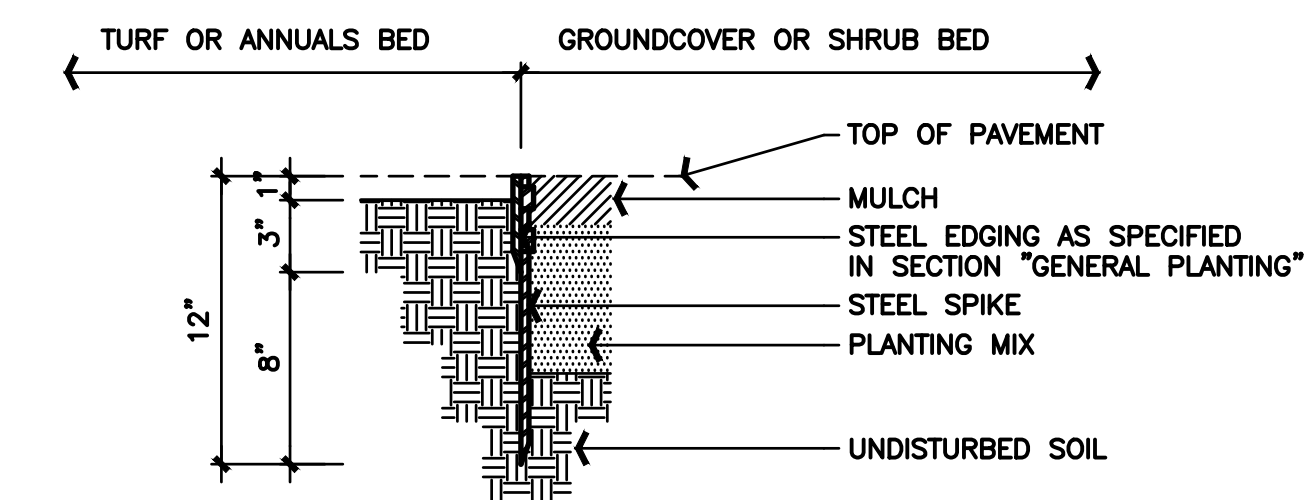 TURF OR ANNUALS BED
GROUNDCOVER OR SHRUB BED
TOP OF PAVEMENT
1"
MULCH
3"
STEEL EDGING AS SPECIFIED
IN SECTION "GENERAL PLANTING"
12"
STEEL SPIKE
8"
PLANTING MIX
UNDISTURBED SOIL